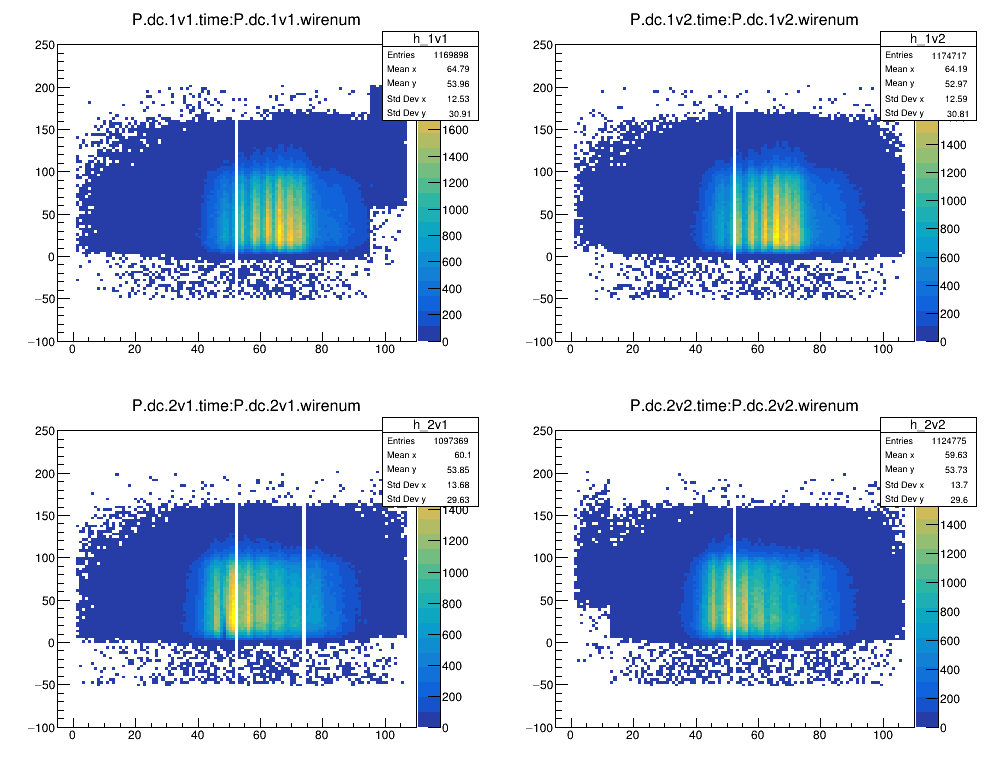 P.dc.1v1.time:P.dc.1v1.wirenum
h_1v1
Entries 1169898
Mean x 64.79
Mean y 53.96
Std Dev x 12.53
Std Dev y 30.91
250
200
150
100
50
0
−50
−100
0 20 40 60 80 100
1600
1400
1200
1000
800
600
400
200
0
P.dc.1v2.time:P.dc.1v2.wirenum
h_1v2
Entries 1174717
Mean x 64.19
Mean y 52.97
Std Dev x 12.59
Std Dev y 30.81
250
200
150
100
50
0
−50
−100
0 20 40 60 80 100
1600
1400
1200
1000
800
600
400
200
0
P.dc.2v1.time:P.dc.2v1.wirenum
h_2v1
Entries 1097369
Mean x 60.1
Mean y 53.85
Std Dev x 13.68
Std Dev y 29.63
250
200
150
100
50
0
−50
−100
0 20 40 60 80 100
1400
1200
1000
800
600
400
200
0
P.dc.2v2.time:P.dc.2v2.wirenum
h_2v2
Entries 1124775
Mean x 59.63
Mean y 53.73
Std Dev x 13.7
Std Dev y 29.6
250
200
150
100
50
0
−50
−100
0 20 40 60 80 100
1400
1200
1000
800
600
400
200
0